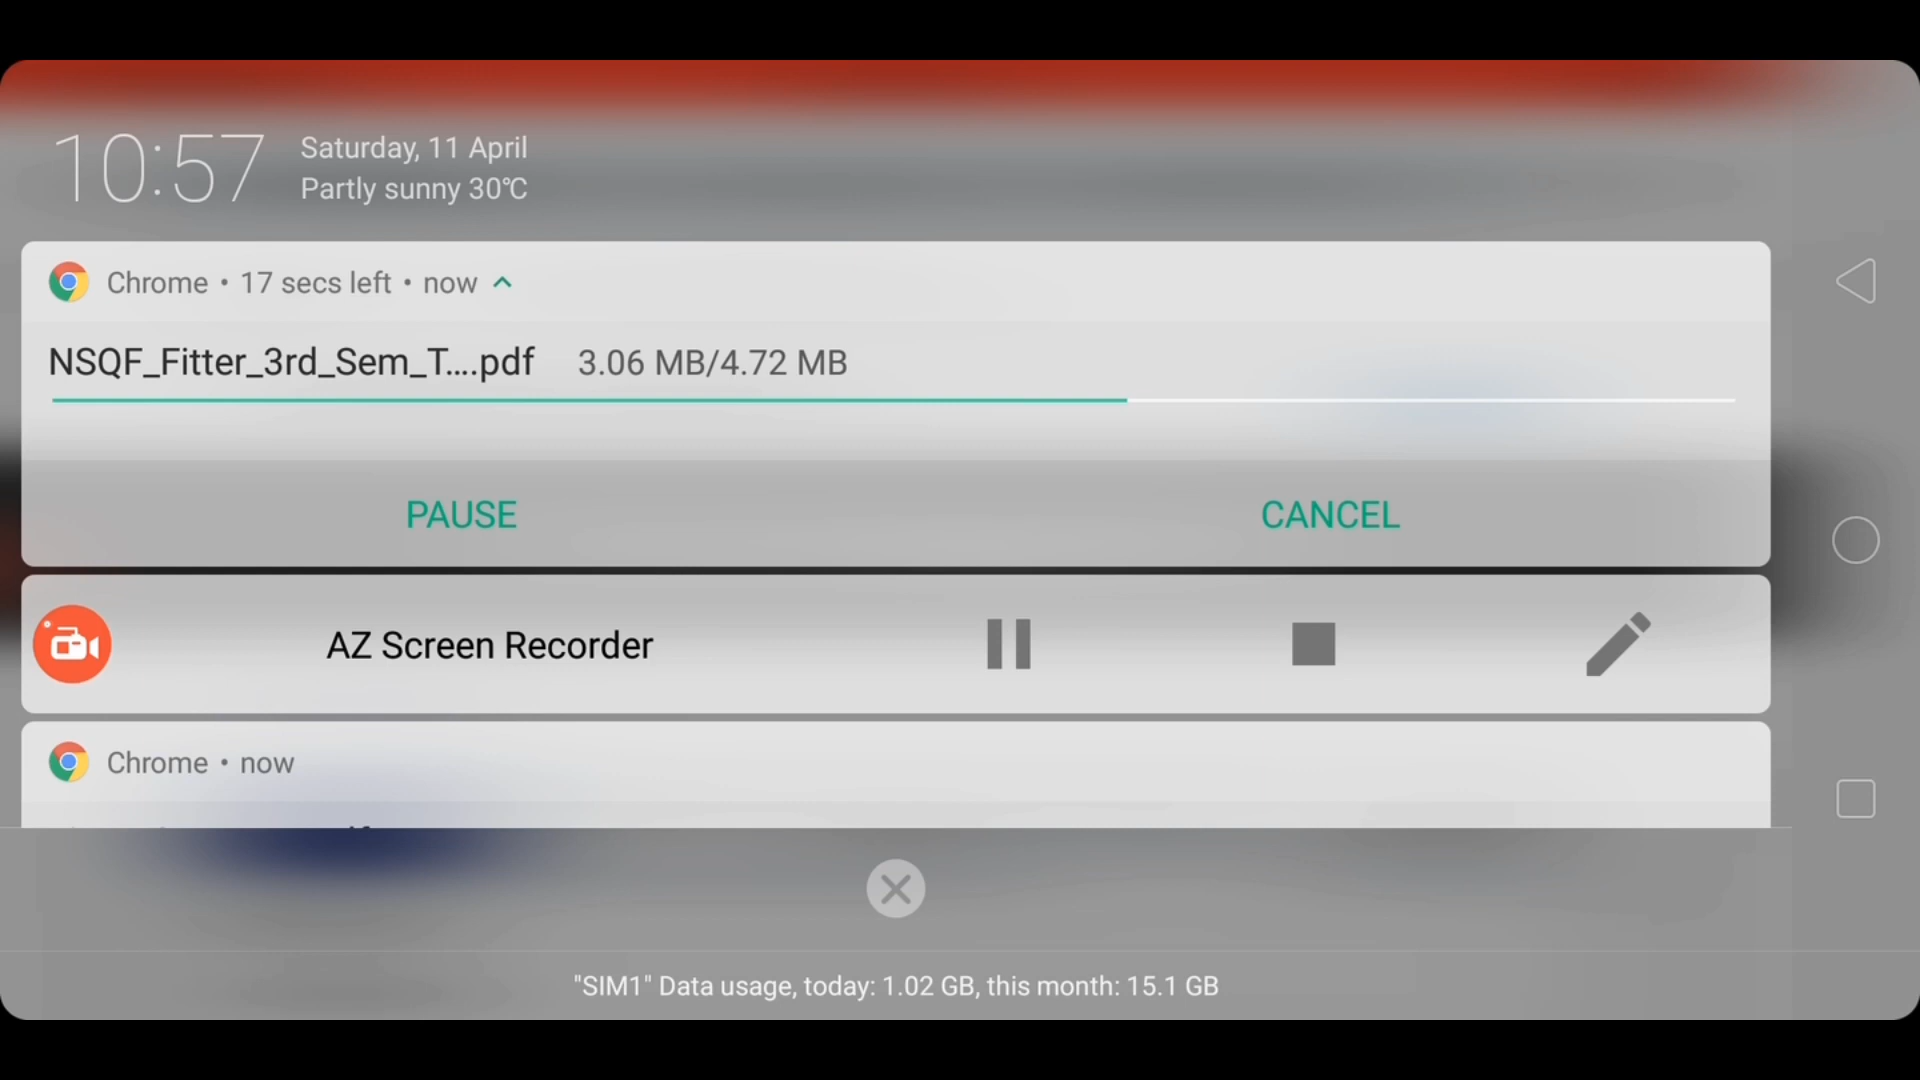 10:57
Saturday, 11 April
Partly sunny 30℃
Chrome • 17 secs left • now
NSQF_Fitter_3rd_Sem_T....pdf 3.06 MB/4.72 MB
PAUSE CANCEL
AZ Screen Recorder
Chrome • now
"SIM1" Data usage, today: 1.02 GB, this month: 15.1 GB